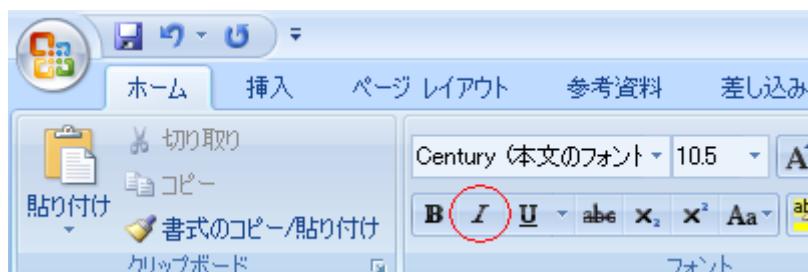 ホーム 挿入 ページ レイアウト 参考資料 差し込み
切り取り
コピー
貼り付け
書式のコピー/貼り付け
クリップボード
Century (本文のフォント 10.5 A
B I U abe X₂ X² Aa ab
フォント